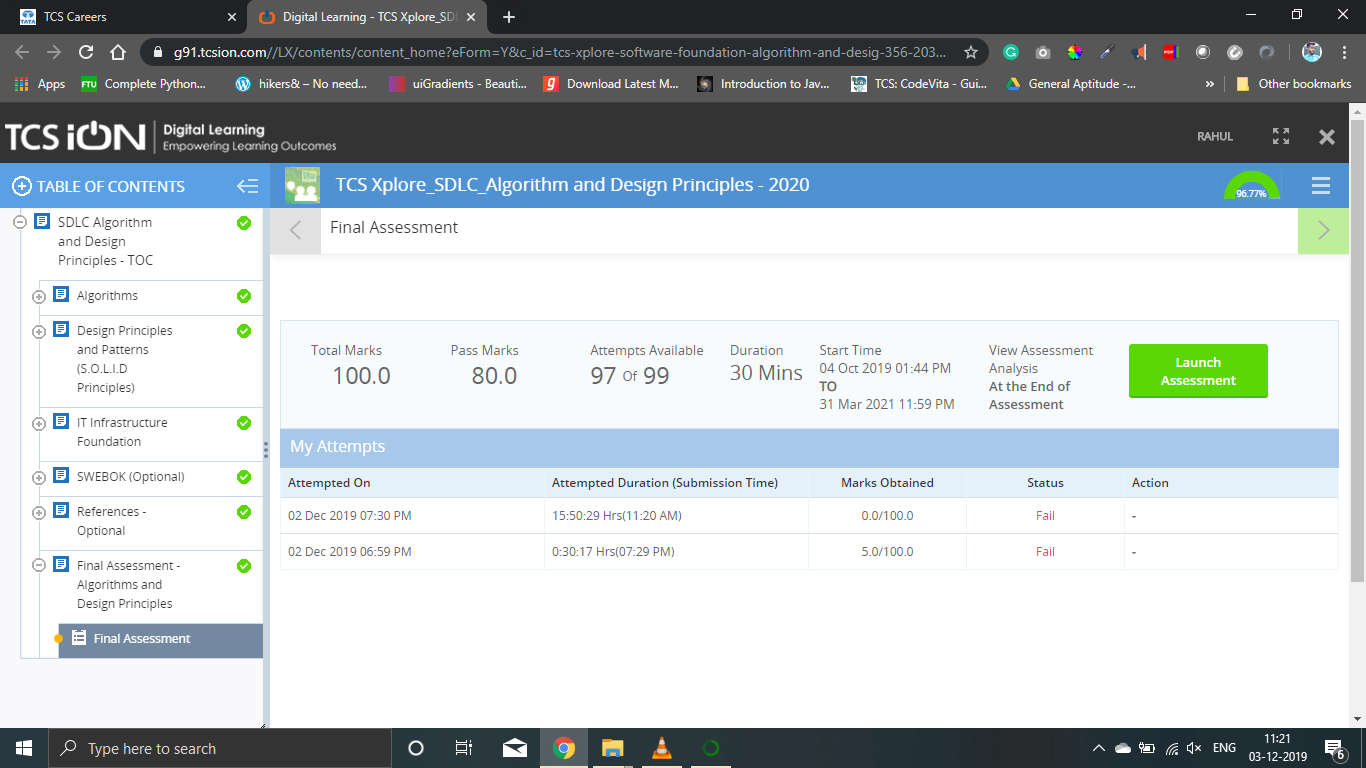 TCS Careers
Digital Learning - TCS Xplore_SDL
g91.tcsion.com//LX/contents/content_home?eForm=Y&c_id=tcs-xplore-software-foundation-algorithm-and-desig-356-203...
Apps
FTU Complete Python...
hikers& – No need...
uiGradients - Beauti...
g Download Latest M...
Introduction to Jav...
TCS: CodeVita - Gui...
General Aptitude -...
»
Other bookmarks
TCS iON
Digital Learning
Empowering Learning Outcomes
RAHUL
TABLE OF CONTENTS
TCS Xplore_SDLC_Algorithm and Design Principles - 2020
96.77%
SDLC Algorithm
and Design
Principles - TOC
Algorithms
Design Principles
and Patterns
(S.O.L.I.D
Principles)
IT Infrastructure
Foundation
SWEBOK (Optional)
References -
Optional
Final Assessment -
Algorithms and
Design Principles
Final Assessment
Final Assessment
Total Marks
100.0
Pass Marks
80.0
Attempts Available
97 Of 99
Duration
30 Mins
Start Time
04 Oct 2019 01:44 PM
TO
31 Mar 2021 11:59 PM
View Assessment
Analysis
At the End of
Assessment
Launch
Assessment
My Attempts
Attempted On Attempted Duration (Submission Time) Marks Obtained Status Action
02 Dec 2019 07:30 PM 15:50:29 Hrs(11:20 AM) 0.0/100.0 Fail -
02 Dec 2019 06:59 PM 0:30:17 Hrs(07:29 PM) 5.0/100.0 Fail -
Type here to search
ENG
11:21
03-12-2019
6